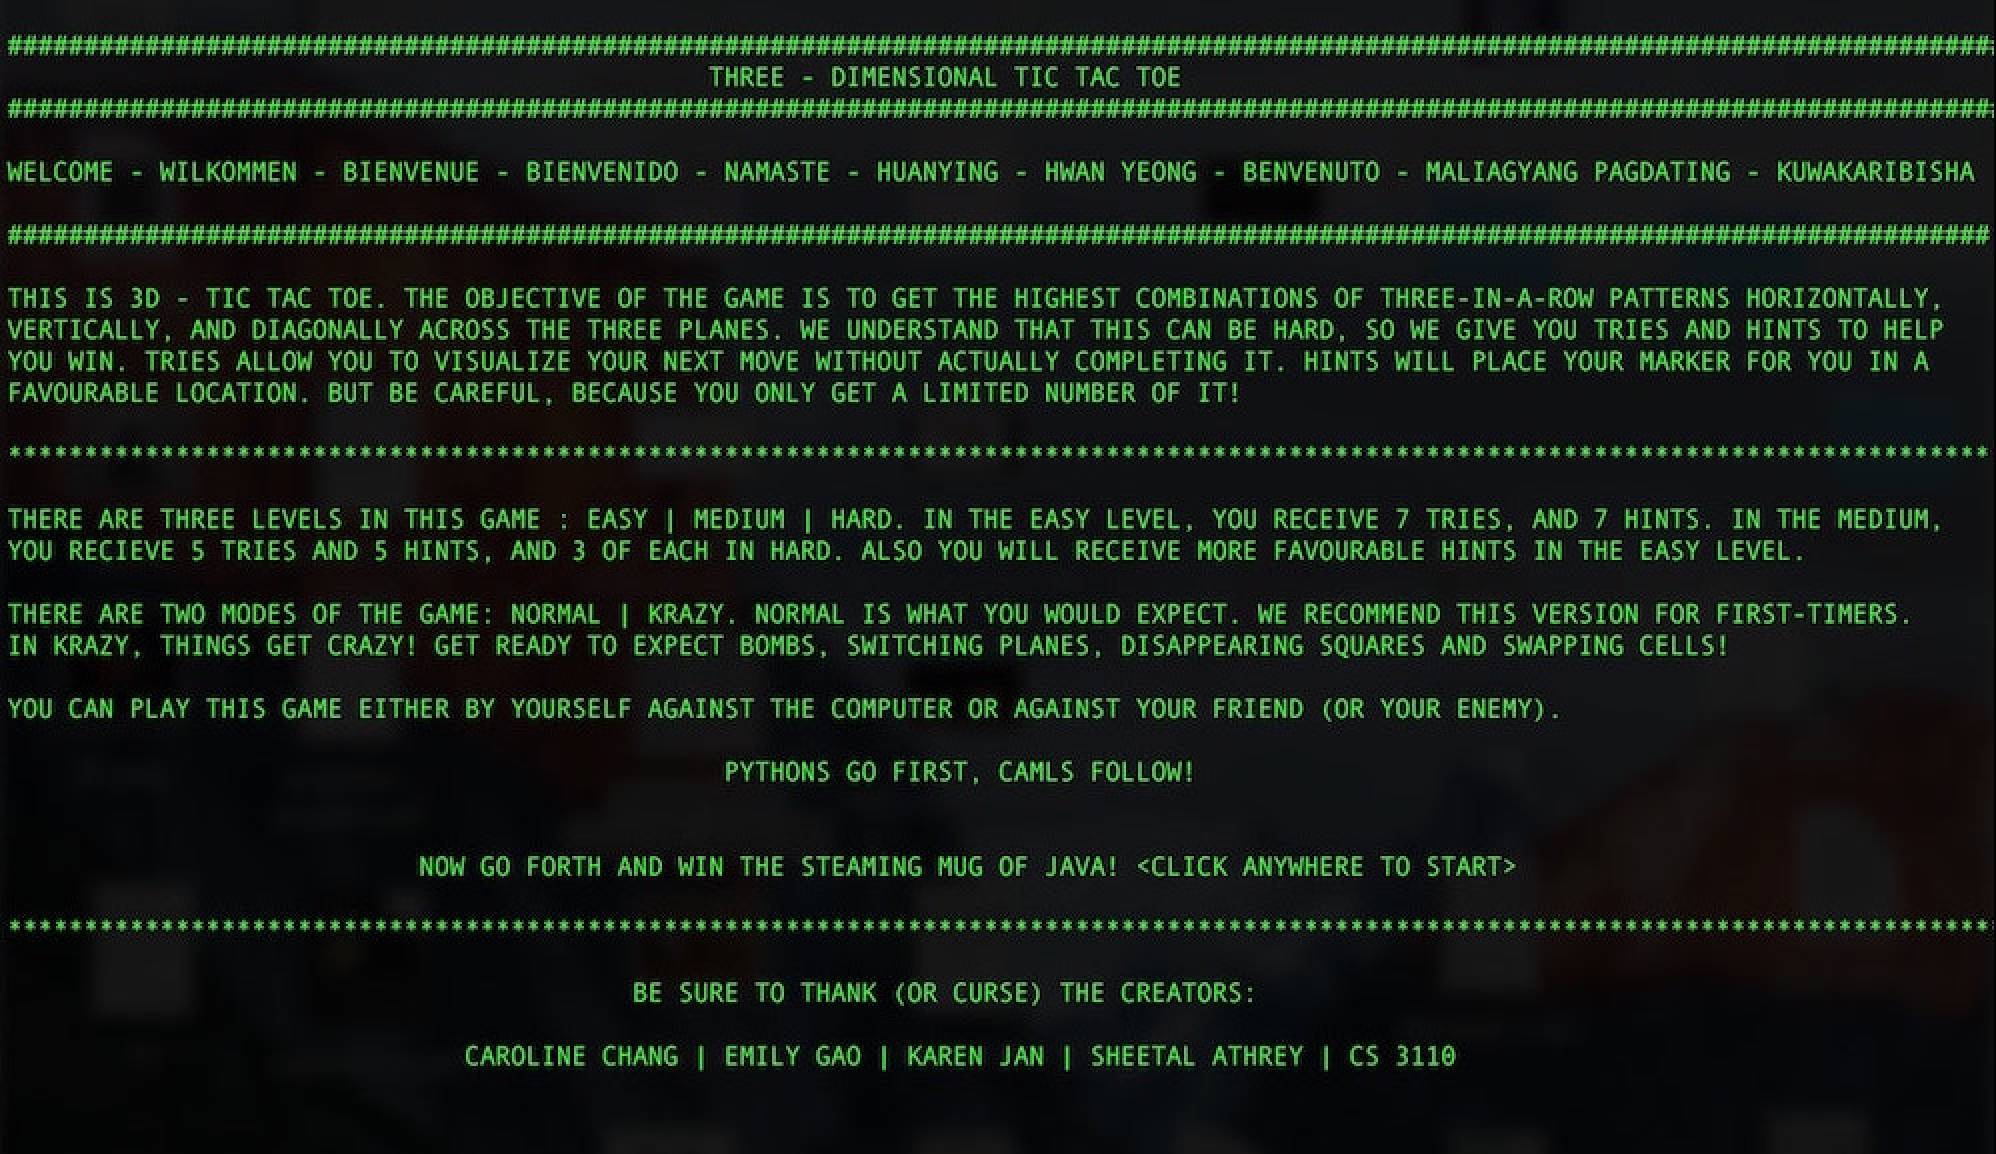 THREE - DIMENSIONAL TIC TAC TOE
WELCOME - WILKOMMEN - BIENVENUE - BIENVENIDO - NAMASTE - HUANYING - HWAN YEONG - BENVENUTO - MALIAGYANG PAGDATING - KUWAKARIBISHA
THIS IS 3D - TIC TAC TOE. THE OBJECTIVE OF THE GAME IS TO GET THE HIGHEST COMBINATIONS OF THREE-IN-A-ROW PATTERNS HORIZONTALLY,
VERTICALLY, AND DIAGONALLY ACROSS THE THREE PLANES. WE UNDERSTAND THAT THIS CAN BE HARD, SO WE GIVE YOU TRIES AND HINTS TO HELP
YOU WIN. TRIES ALLOW YOU TO VISUALIZE YOUR NEXT MOVE WITHOUT ACTUALLY COMPLETING IT. HINTS WILL PLACE YOUR MARKER FOR YOU IN A
FAVOURABLE LOCATION. BUT BE CAREFUL, BECAUSE YOU ONLY GET A LIMITED NUMBER OF IT!
THERE ARE THREE LEVELS IN THIS GAME : EASY | MEDIUM | HARD. IN THE EASY LEVEL, YOU RECEIVE 7 TRIES, AND 7 HINTS. IN THE MEDIUM,
YOU RECIEVE 5 TRIES AND 5 HINTS, AND 3 OF EACH IN HARD. ALSO YOU WILL RECEIVE MORE FAVOURABLE HINTS IN THE EASY LEVEL.
THERE ARE TWO MODES OF THE GAME: NORMAL | KRAZY. NORMAL IS WHAT YOU WOULD EXPECT. WE RECOMMEND THIS VERSION FOR FIRST-TIMERS.
IN KRAZY, THINGS GET CRAZY! GET READY TO EXPECT BOMBS, SWITCHING PLANES, DISAPPEARING SQUARES AND SWAPPING CELLS!
YOU CAN PLAY THIS GAME EITHER BY YOURSELF AGAINST THE COMPUTER OR AGAINST YOUR FRIEND (OR YOUR ENEMY).
PYTHONS GO FIRST, CAMLS FOLLOW!
NOW GO FORTH AND WIN THE STEAMING MUG OF JAVA! <CLICK ANYWHERE TO START>
BE SURE TO THANK (OR CURSE) THE CREATORS:
CAROLINE CHANG | EMILY GAO | KAREN JAN | SHEETAL ATHREY | CS 3110